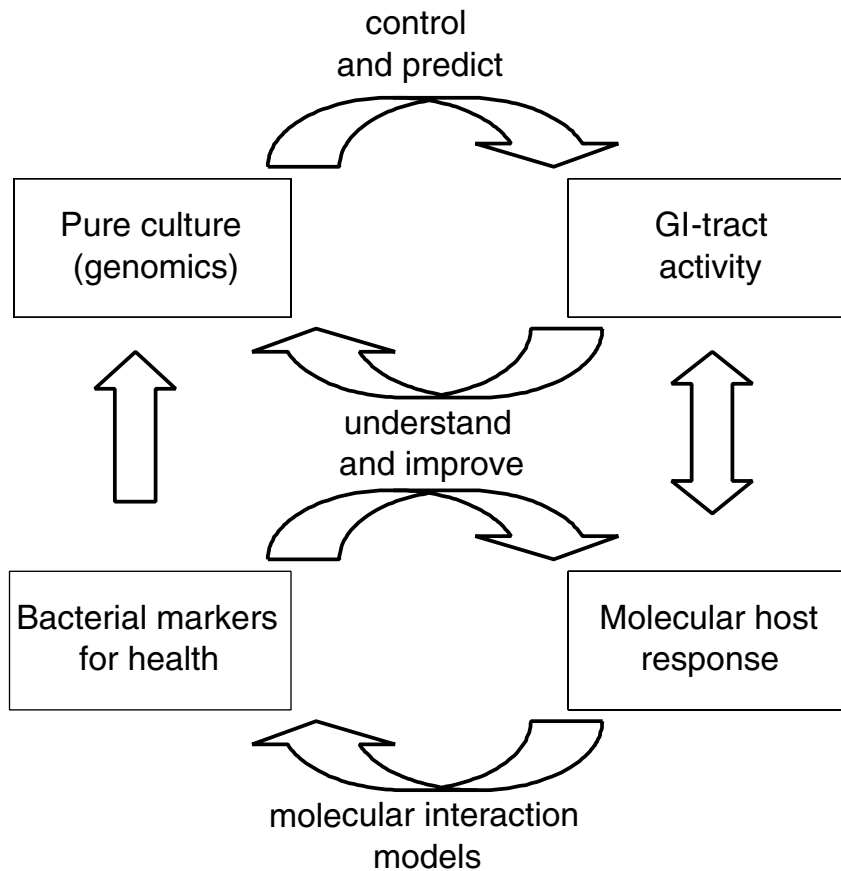 control
and predict
Pure culture
(genomics)
GI-tract
activity
understand
and improve
Bacterial markers
for health
Molecular host
response
molecular interaction
models